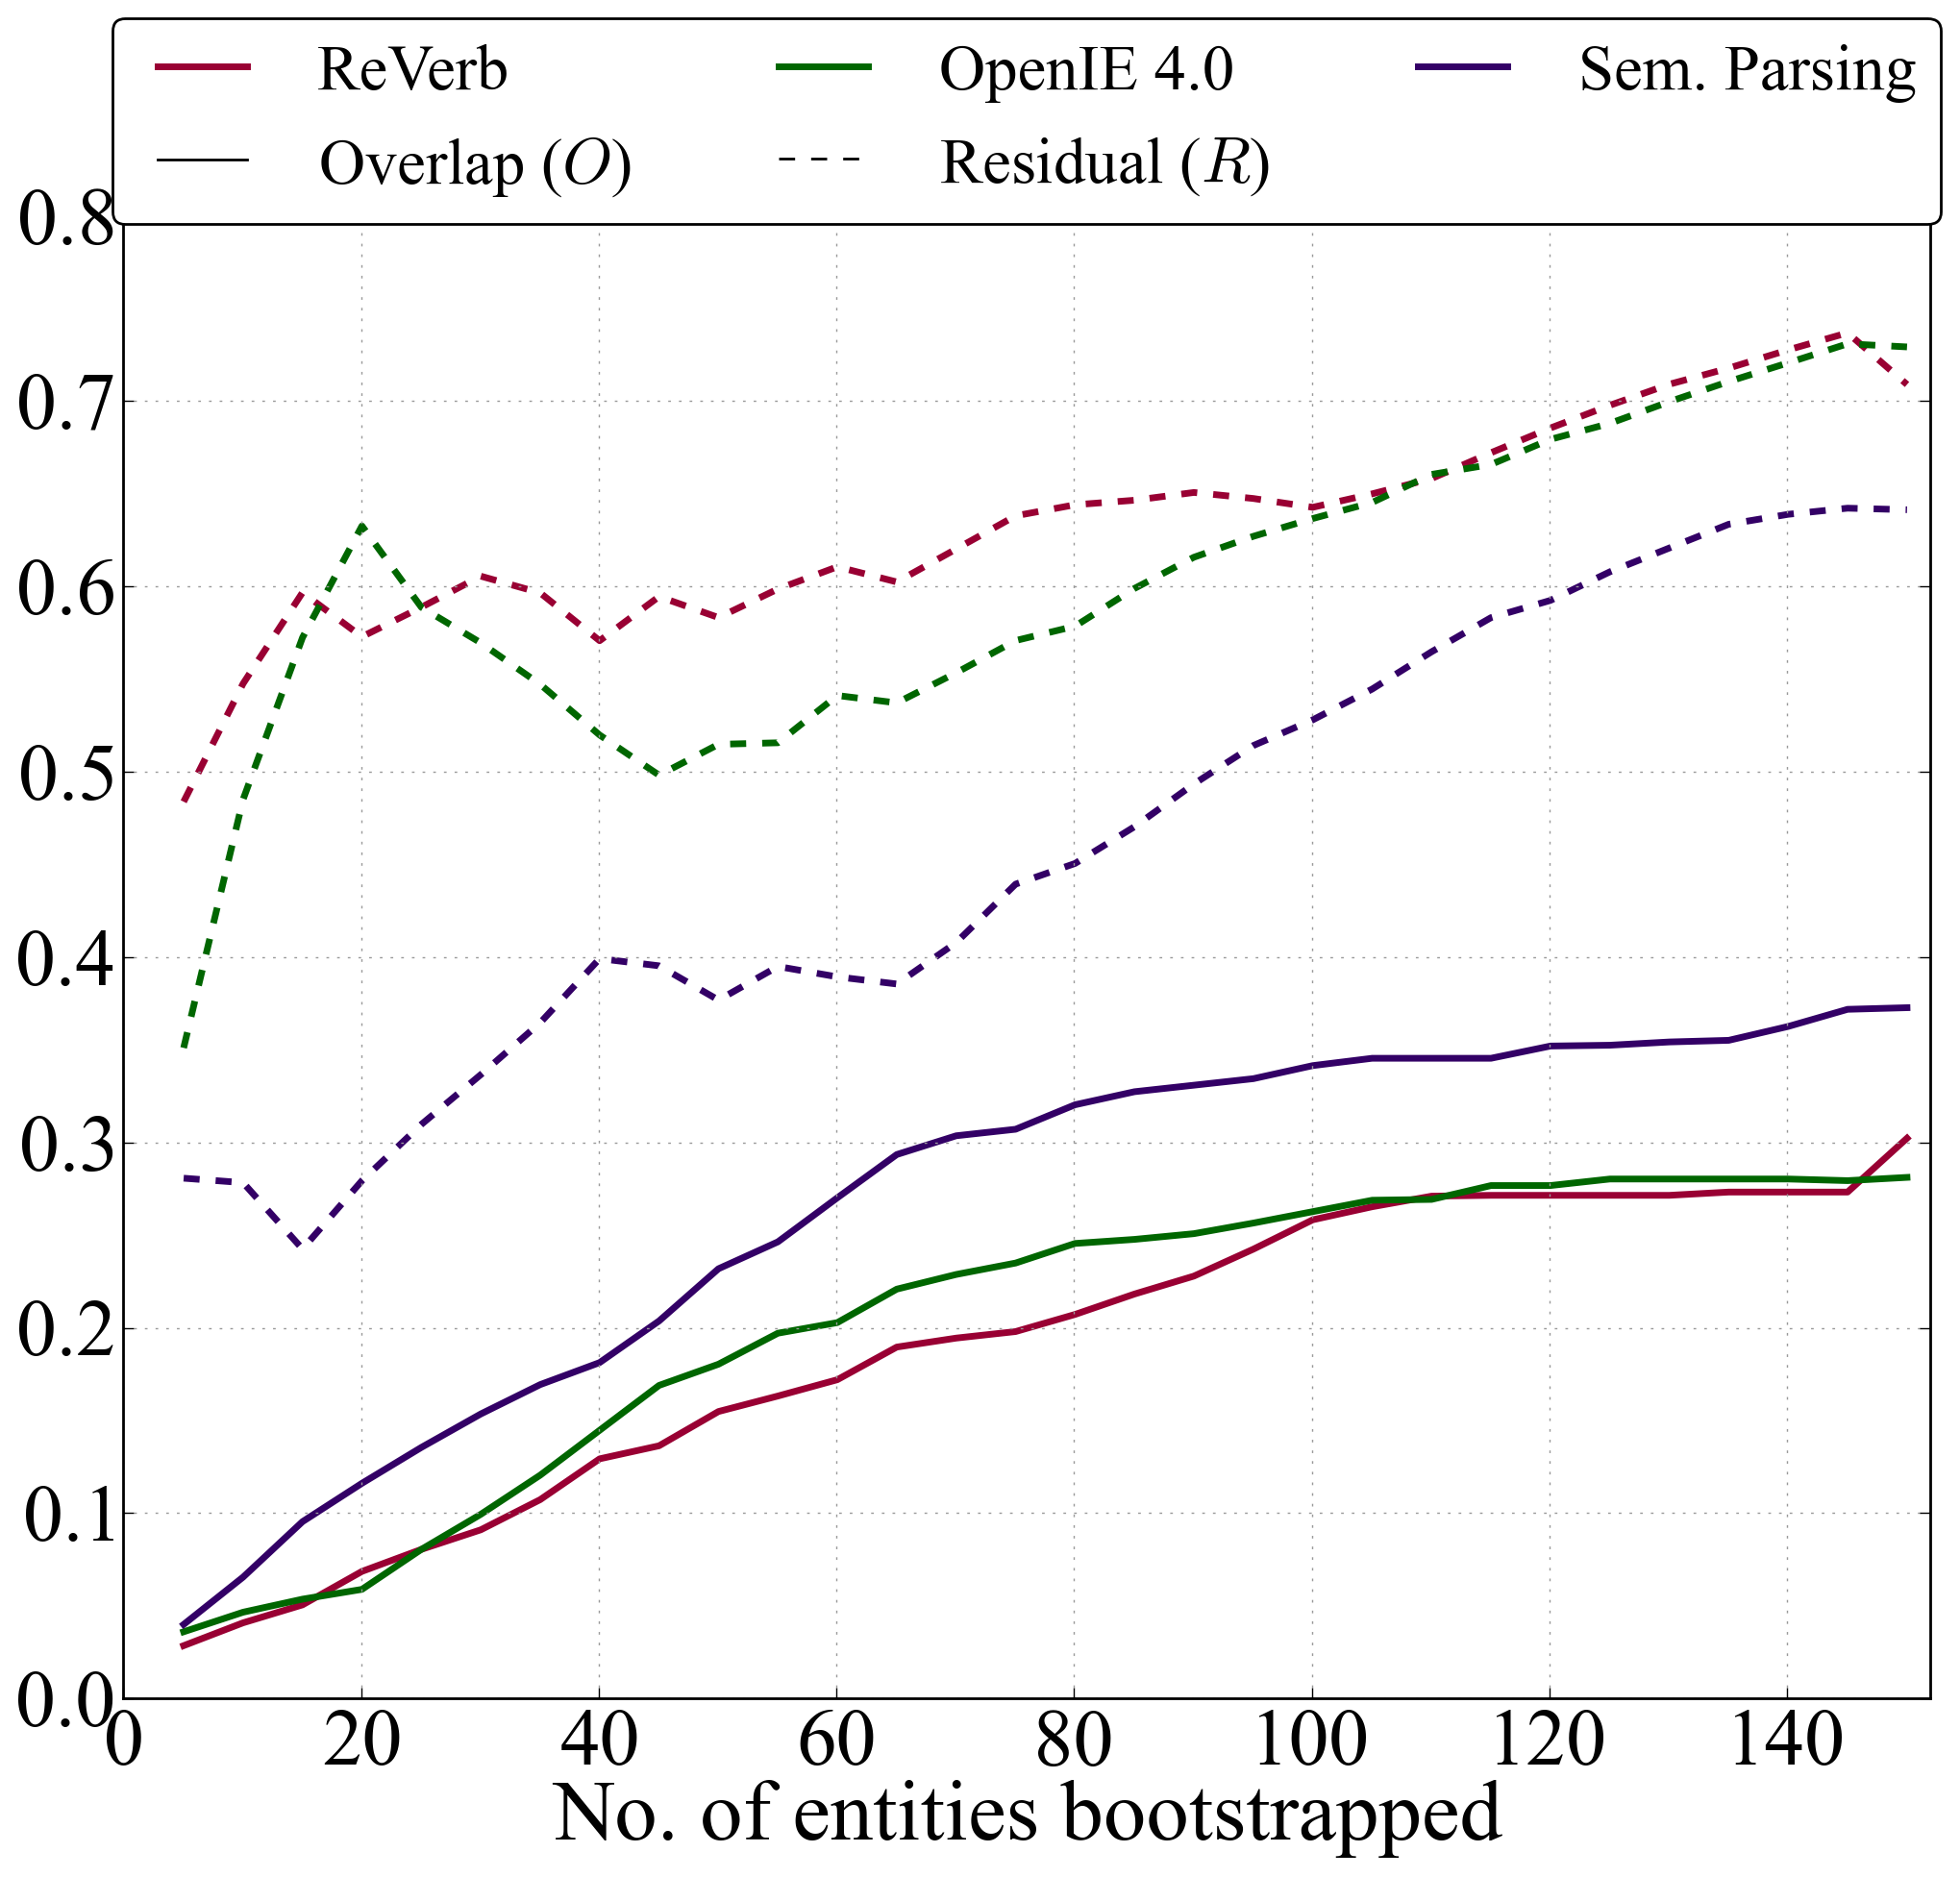 ReVerb OpenIE 4.0 Sem. Parsing
Overlap (O) Residual (R)
0.8
0.7
0.6
0.5
0.4
0.3
0.2
0.1
0.0
0 20 40 60 80 100 120 140
No. of entities bootstrapped